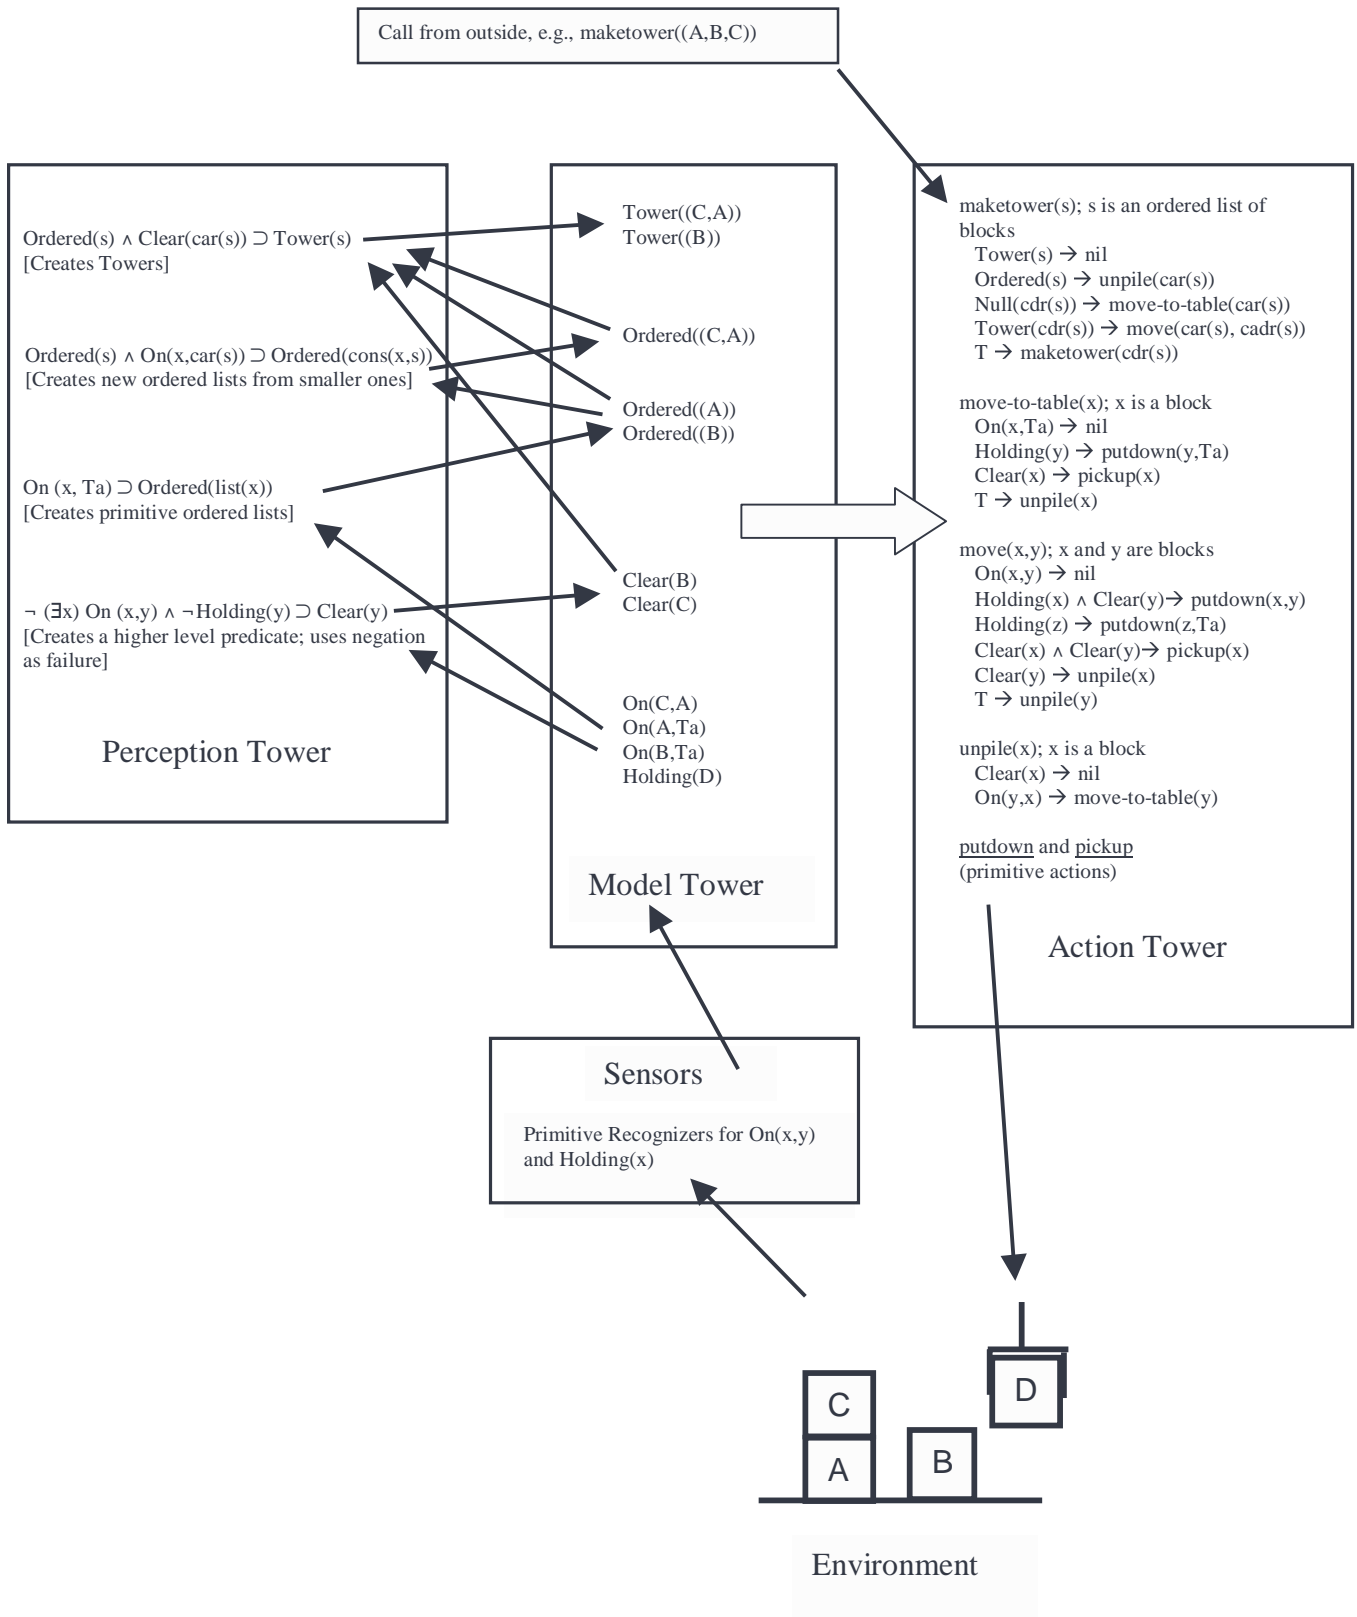 Call from outside, e.g., maketower((A,B,C))
Ordered(s) ∧ Clear(car(s)) ⊃ Tower(s)
[Creates Towers]
Ordered(s) ∧ On(x,car(s)) ⊃ Ordered(cons(x,s))
[Creates new ordered lists from smaller ones]
On (x, Ta) ⊃ Ordered(list(x))
[Creates primitive ordered lists]
¬ (∃x) On (x,y) ∧ ¬Holding(y) ⊃ Clear(y)
[Creates a higher level predicate; uses negation
as failure]
Perception Tower
Tower((C,A))
Tower((B))
Ordered((C,A))
Ordered((A))
Ordered((B))
Clear(B)
Clear(C)
On(C,A)
On(A,Ta)
On(B,Ta)
Holding(D)
Model Tower
maketower(s); s is an ordered list of
blocks
Tower(s) → nil
Ordered(s) → unpile(car(s))
Null(cdr(s)) → move-to-table(car(s))
Tower(cdr(s)) → move(car(s), cadr(s))
T → maketower(cdr(s))
move-to-table(x); x is a block
On(x,Ta) → nil
Holding(y) → putdown(y,Ta)
Clear(x) → pickup(x)
T → unpile(x)
move(x,y); x and y are blocks
On(x,y) → nil
Holding(x) ∧ Clear(y)→ putdown(x,y)
Holding(z) → putdown(z,Ta)
Clear(x) ∧ Clear(y)→ pickup(x)
Clear(y) → unpile(x)
T → unpile(y)
unpile(x); x is a block
Clear(x) → nil
On(y,x) → move-to-table(y)
putdown and pickup
(primitive actions)
Action Tower
Sensors
Primitive Recognizers for On(x,y)
and Holding(x)
D
C
A
B
Environment